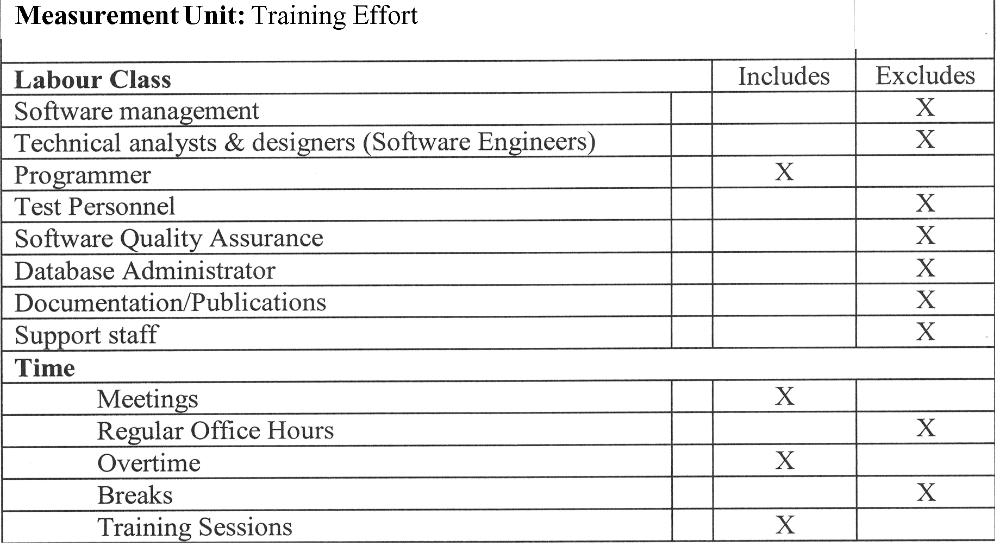 Measurement Unit: Training Effort
Labour Class Includes Excludes
Software management X
Technical analysts & designers (Software Engineers) X
Programmer X
Test Personnel X
Software Quality Assurance X
Database Administrator X
Documentation/Publications X
Support staff X
Time
Meetings X
Regular Office Hours X
Overtime X
Breaks X
Training Sessions X